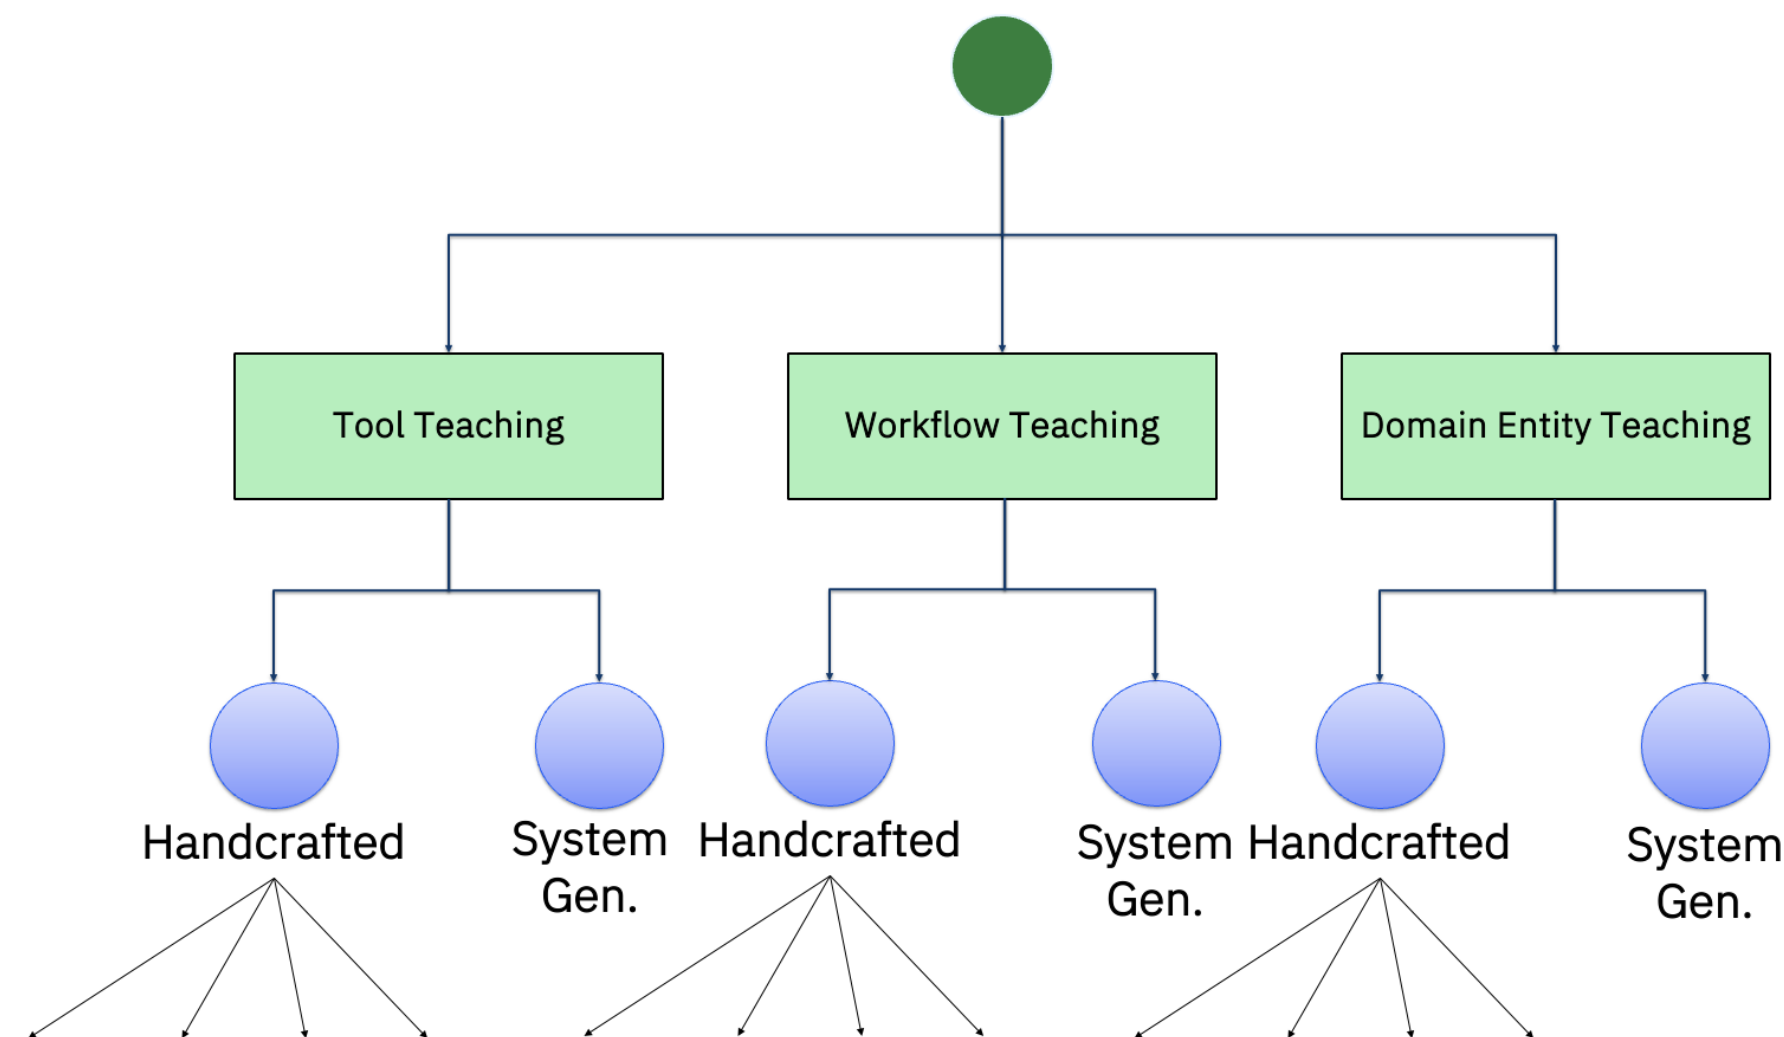 Tool Teaching
Workflow Teaching
Domain Entity Teaching
Handcrafted
System
Gen.
Handcrafted
System
Gen.
Handcrafted
System
Gen.